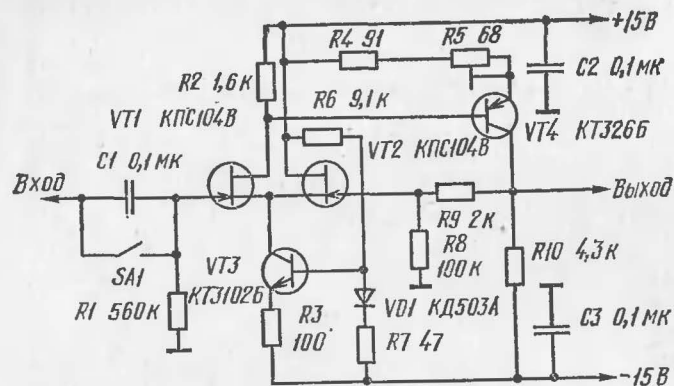 +15В
R4 91
R5 68
C2 0,1мк
R2 1,6к
R6 9,1к
VT1 КПС104В
VT2 КПС104В
VT4 КТ326Б
C1 0,1мк
Вход
Выход
R9 2к
R8
100к
R10 4,3к
SA1
VT3
КТ3102Б
R1 560к
R3
100
VD1 КД503А
R7 47
C3 0,1мк
-15В